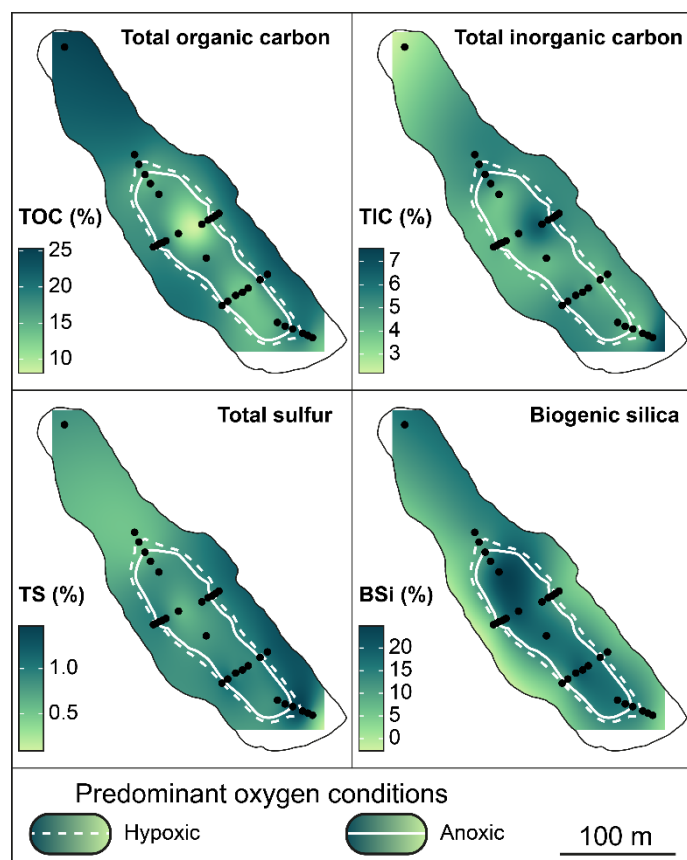 Total organic carbon
TOC (%)
25
20
15
10
Total inorganic carbon
TIC (%)
7
6
5
4
3
Total sulfur
TS (%)
1.0
0.5
Biogenic silica
BSi (%)
20
15
10
5
0
Predominant oxygen conditions
Hypoxic
Anoxic
100 m